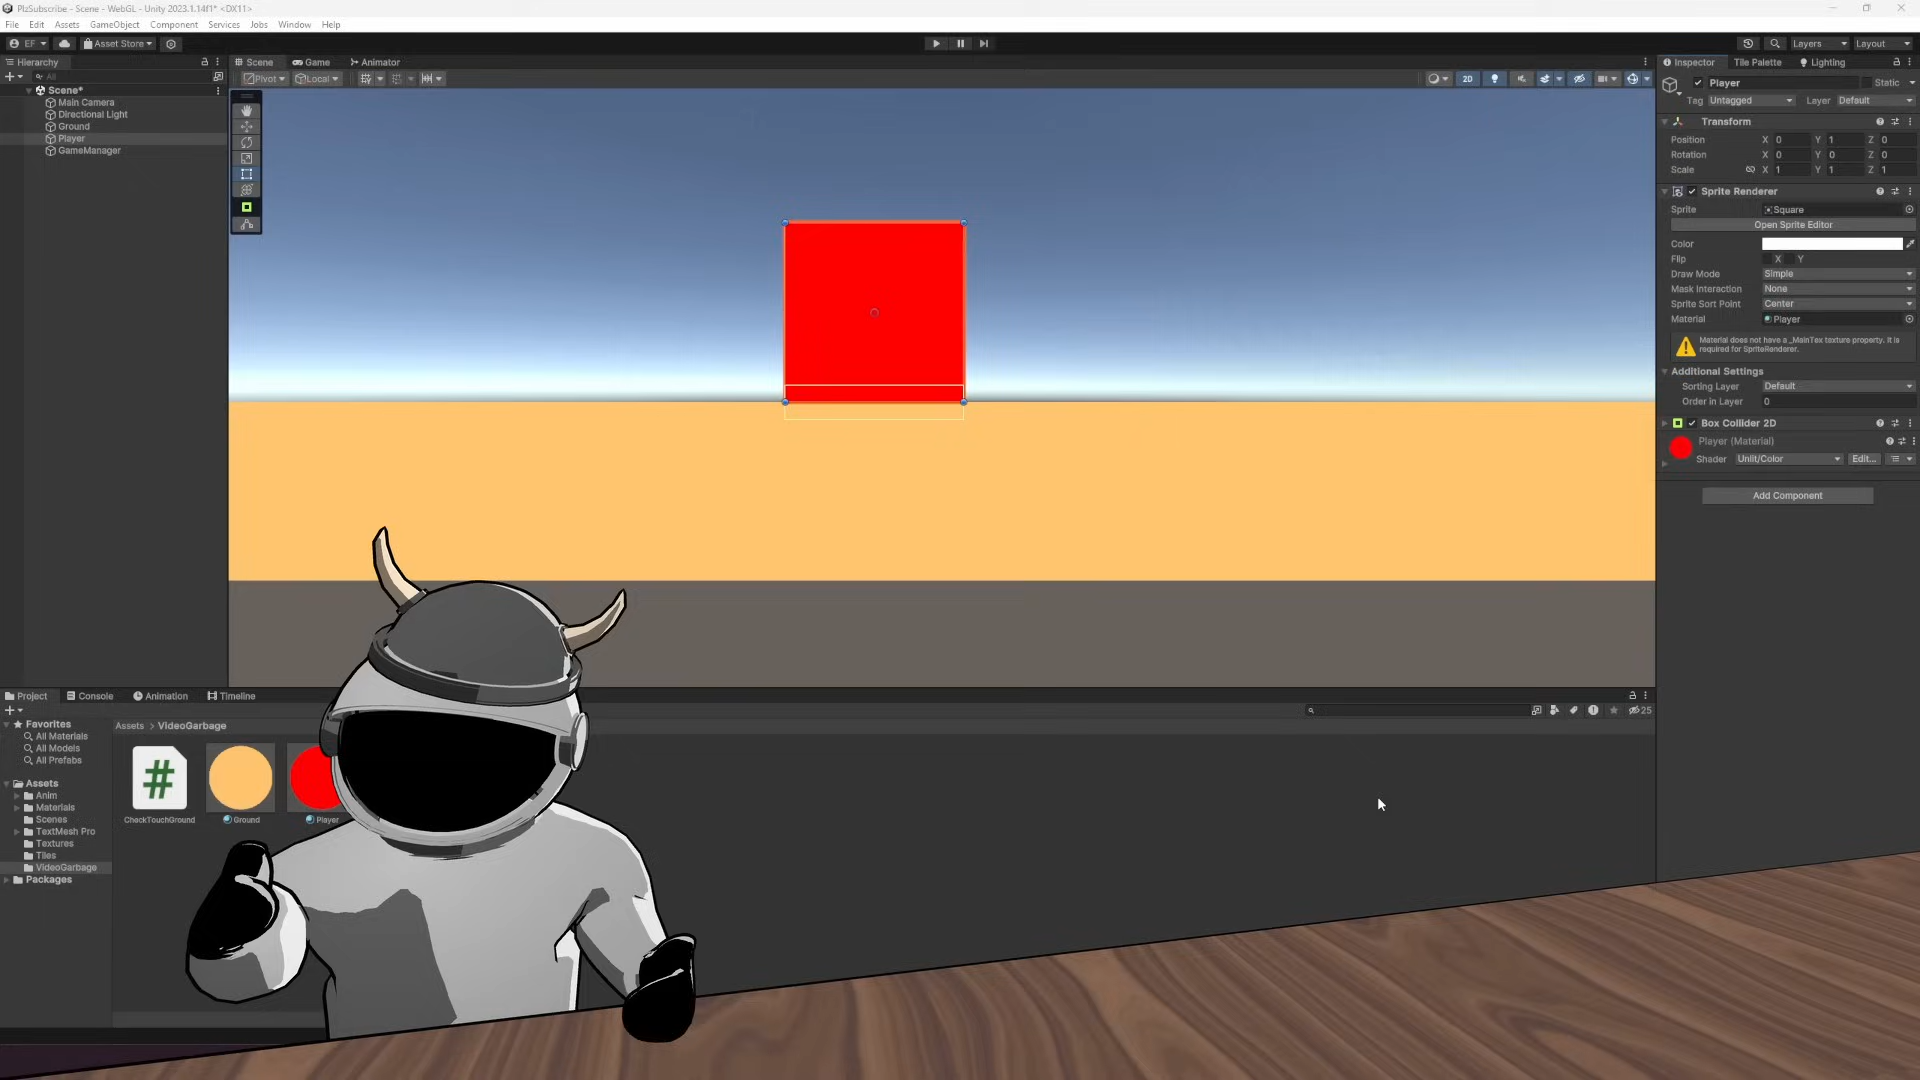 PlzSubscribe - Scene - WebGL - Unity 2023.1.14f1* <DX11>
File Edit Assets GameObject Component Services Jobs Window Help
EF Asset Store Layers Layout
Hierarchy
All
Scene*
Main Camera
Directional Light
Ground
Player
GameManager
Scene Game Animator
Pivot Local 2D
Inspector Tile Palette Lighting
Player Static
Tag Untagged Layer Default
Transform
Position X 0 Y 1 Z 0
Rotation X 0 Y 0 Z 0
Scale X 1 Y 1 Z 1
Sprite Renderer
Sprite Square
Open Sprite Editor
Color
Flip X Y
Draw Mode Simple
Mask Interaction None
Sprite Sort Point Center
Material Player
Material does not have a _MainTex texture property. It is
required for SpriteRenderer.
Additional Settings
Sorting Layer Default
Order in Layer 0
Box Collider 2D
Player (Material)
Shader Unlit/Color Edit...
Add Component
Project Console Animation Timeline
25
Favorites
All Materials
All Models
All Prefabs
Assets
Anim
Materials
Scenes
TextMesh Pro
Textures
Tiles
VideoGarbage
Packages
Assets > VideoGarbage
#
CheckTouchGround Ground Player